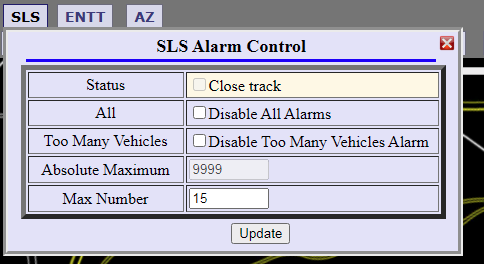 SLS ENTT AZ
SLS Alarm Control
Status Close track
All Disable All Alarms
Too Many Vehicles Disable Too Many Vehicles Alarm
Absolute Maximum 9999
Max Number 15
Update